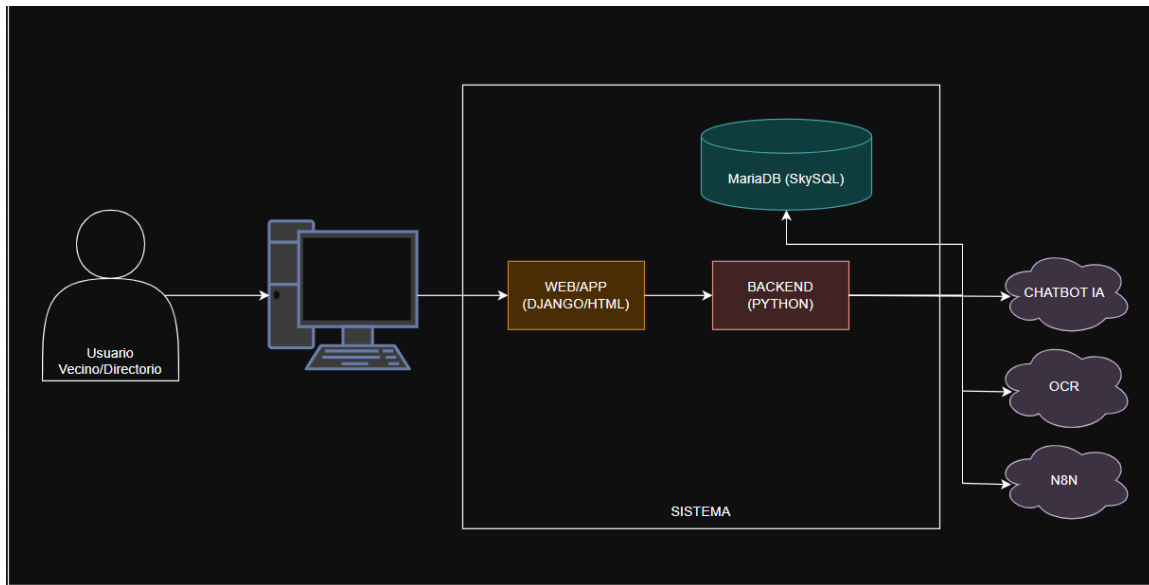 Usuario
Vecino/Directorio
WEB/APP
(DJANGO/HTML)
BACKEND
(PYTHON)
MariaDB (SkySQL)
CHATBOT IA
OCR
N8N
SISTEMA